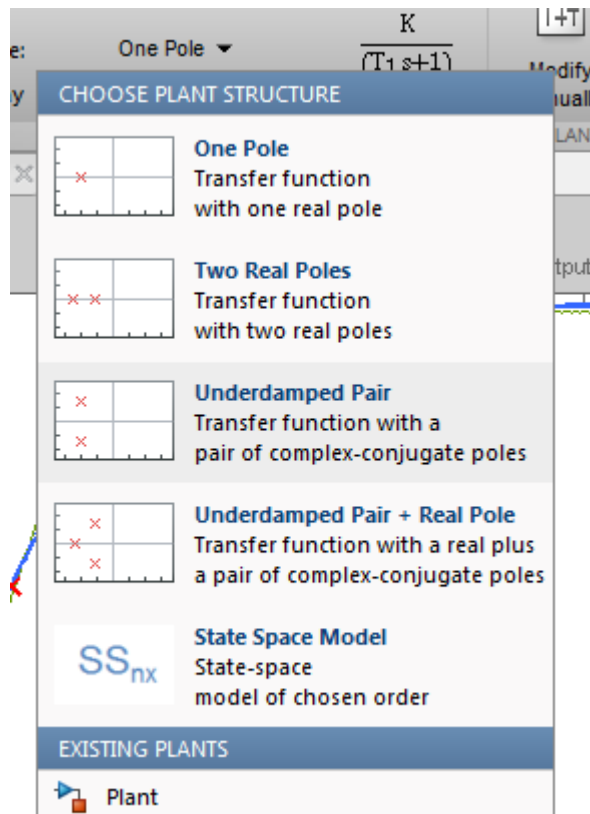 e:
One Pole
K
(T₁s+1)
y
CHOOSE PLANT STRUCTURE
One Pole
Transfer function
with one real pole
Two Real Poles
Transfer function
with two real poles
Underdamped Pair
Transfer function with a
pair of complex-conjugate poles
Underdamped Pair + Real Pole
Transfer function with a real plus
a pair of complex-conjugate poles
SSnx
State Space Model
State-space
model of chosen order
EXISTING PLANTS
Plant